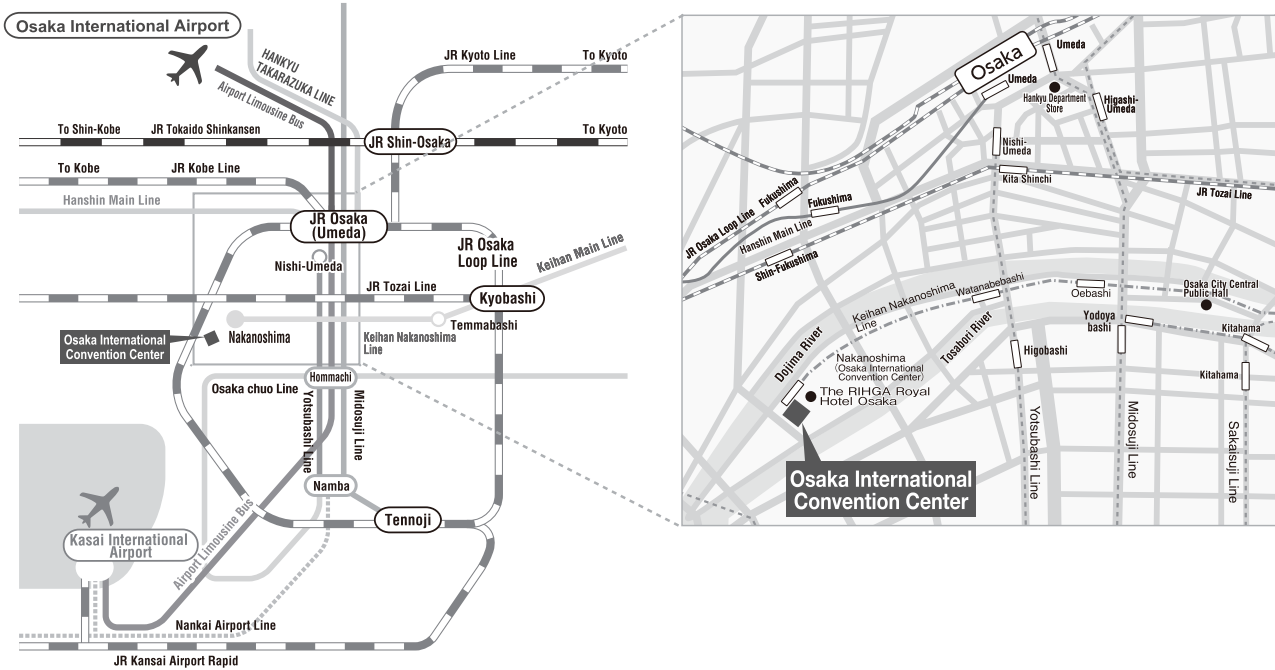 Osaka International Airport
HANKYU
TAKARAZUKA LINE
Airport Limousine Bus
JR Kyoto Line
To Kyoto
To Shin-Kobe
JR Tokaido Shinkansen
JR Shin-Osaka
To Kyoto
To Kobe
JR Kobe Line
Hanshin Main Line
JR Osaka
(Umeda)
JR Osaka
Loop Line
Nishi-Umeda
Keihan Main Line
JR Tozai Line
Kyobashi
Osaka International
Convention Center
Nakanoshima
Temmabashi
Keihan Nakanoshima
Line
Hommachi
Osaka chuo Line
Yotsubashi Line
Midosuji Line
Namba
Tennoji
Kasai International
Airport
Airport Limousine Bus
Nankai Airport Line
JR Kansai Airport Rapid
Osaka
Umeda
Umeda
Hankyu Department
Store
Higashi-
Umeda
Nishi-
Umeda
Kita Shinchi
JR Tozai Line
Fukushima
Fukushima
JR Osaka Loop Line
Hanshin Main Line
Shin-Fukushima
Keihan Nakanoshima
Line
Watanabebashi
Oebashi
Osaka City Central
Public Hall
Yodoya
bashi
Kitahama
Kitahama
Dojima River
Tosabori River
Higobashi
Nakanoshima
(Osaka International
Convention Center)
The RIHGA Royal
Hotel Osaka
Osaka International
Convention Center
Yotsubashi Line
Midosuji Line
Sakaisuji Line